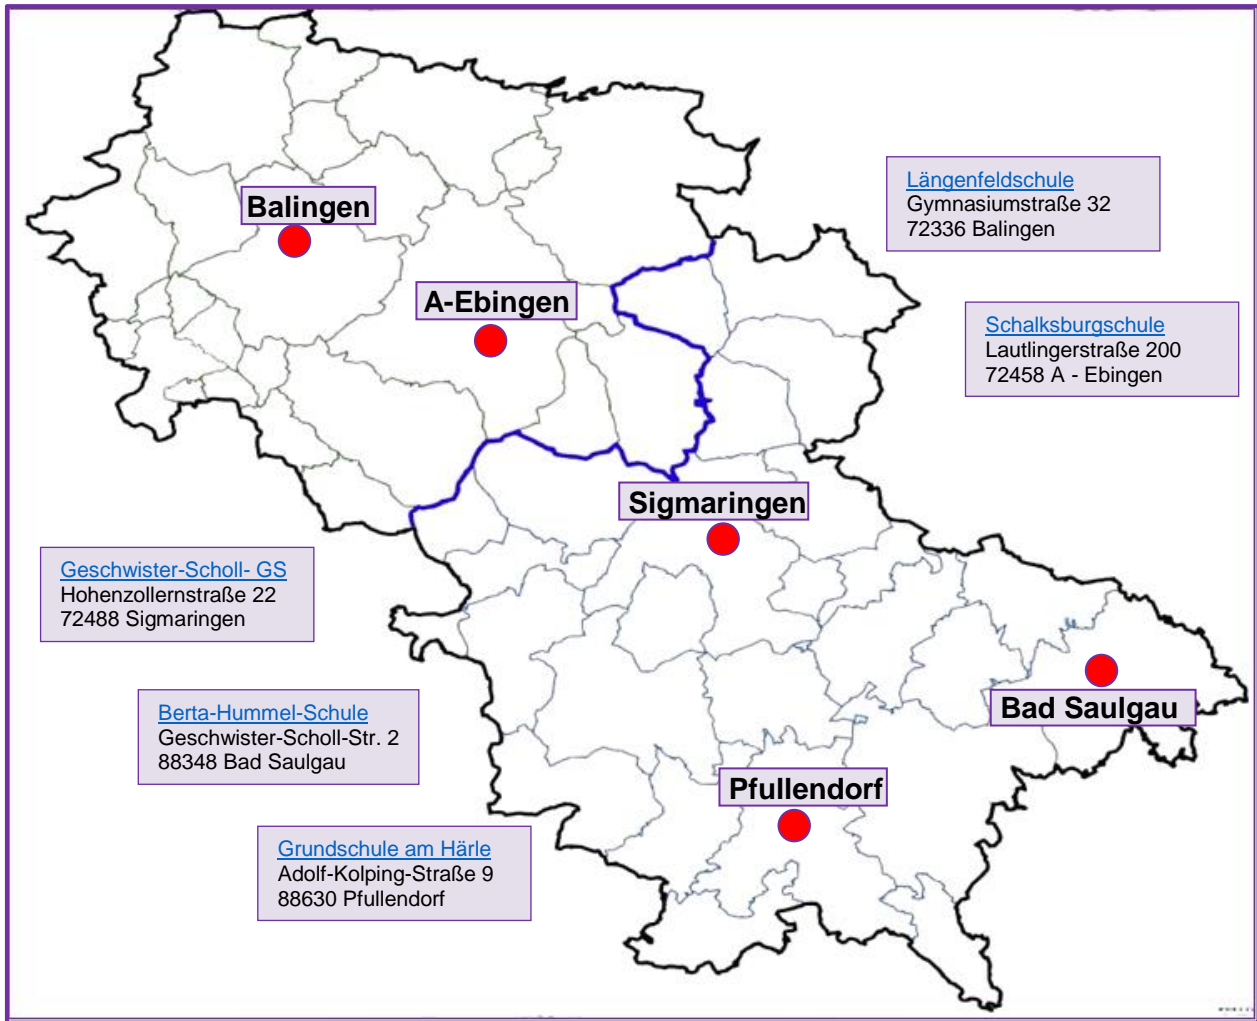 Balingen
A-Ebingen
Sigmaringen
Bad Saulgau
Pfullendorf
Längenfeldschule
Gymnasiumstraße 32
72336 Balingen
Schalksburgschule
Lautlingerstraße 200
72458 A - Ebingen
Geschwister-Scholl- GS
Hohenzollernstraße 22
72488 Sigmaringen
Berta-Hummel-Schule
Geschwister-Scholl-Str. 2
88348 Bad Saulgau
Grundschule am Härle
Adolf-Kolping-Straße 9
88630 Pfullendorf